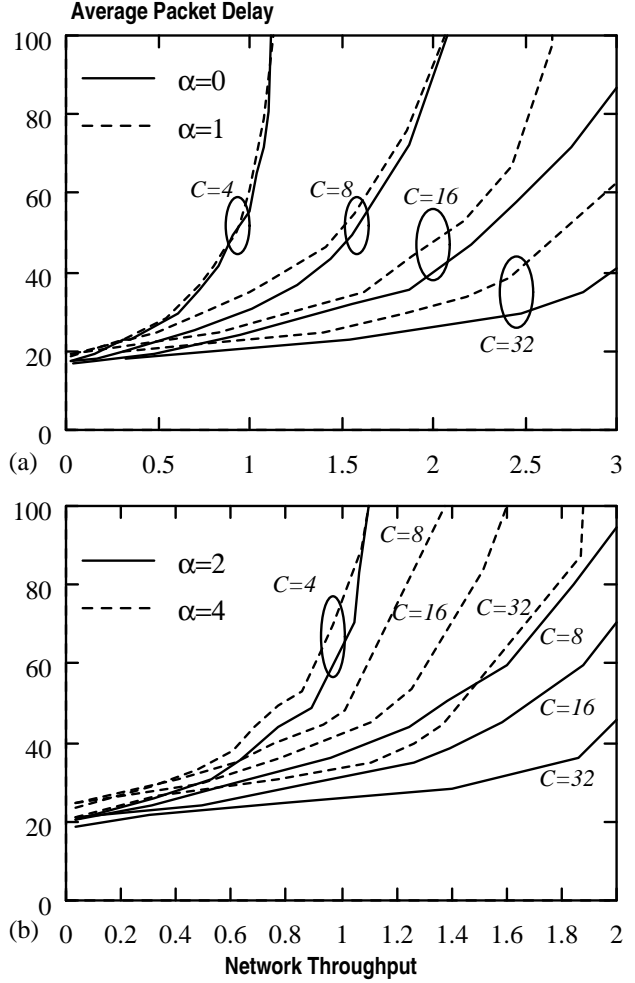 Average Packet Delay
100
80
60
40
20
0
α=0
α=1
C=4
C=8
C=16
C=32
(a)
0 0.5 1 1.5 2 2.5 3
100
80
60
40
20
0
α=2
α=4
C=4
C=8
C=16
C=32
C=8
C=16
C=32
(b)
0 0.2 0.4 0.6 0.8 1 1.2 1.4 1.6 1.8 2
Network Throughput